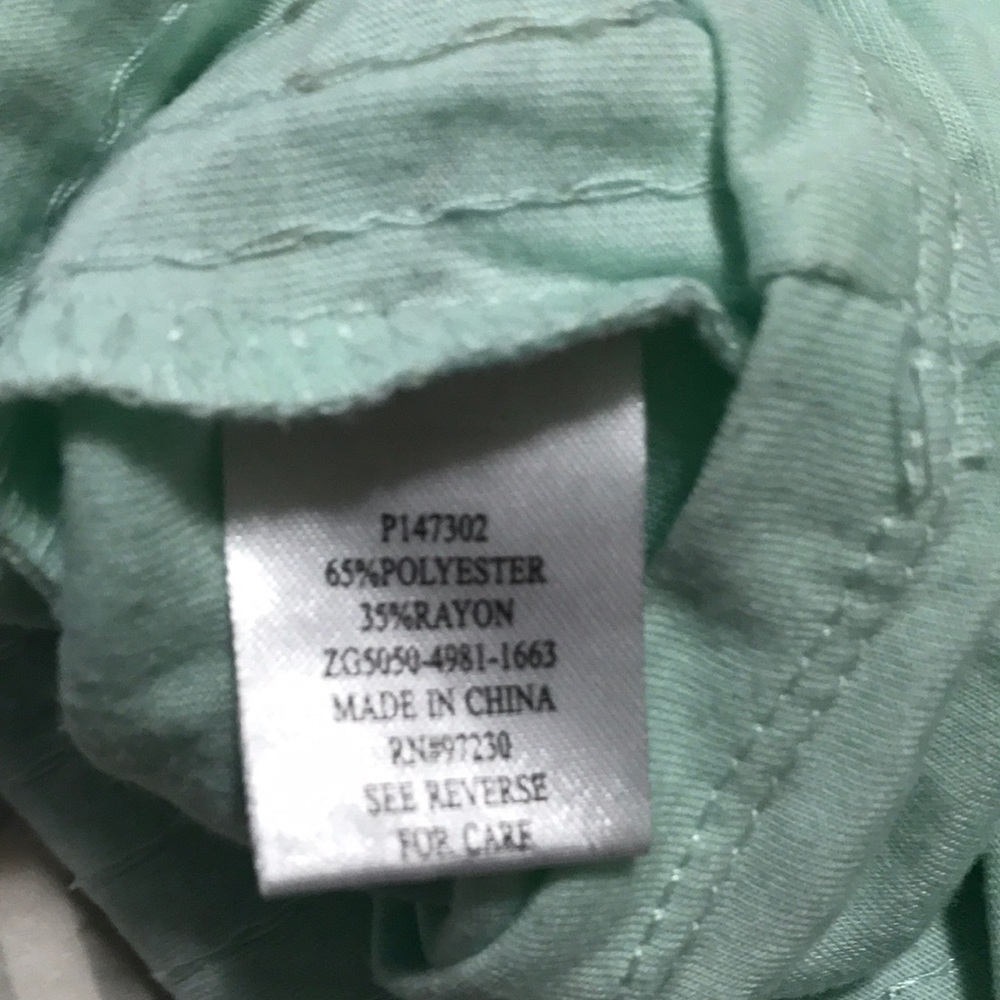 P147302
65%POLYESTER
35%RAYON
ZG5050-4981-1663
MADE IN CHINA
RN#97230
SEE REVERSE
FOR CARE